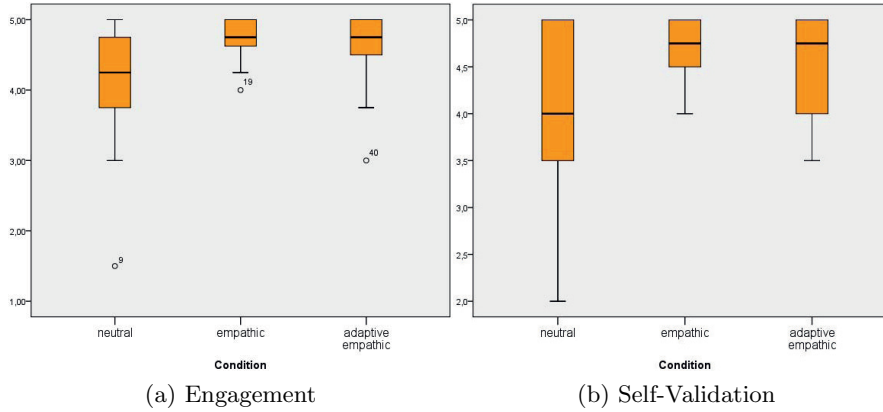 5,00
4,00
3,00
2,00
1,00
19
40
9
neutral
empathic
adaptive
empathic
Condition
(a) Engagement
5,0
4,5
4,0
3,5
3,0
2,5
2,0
neutral
empathic
adaptive
empathic
Condition
(b) Self-Validation